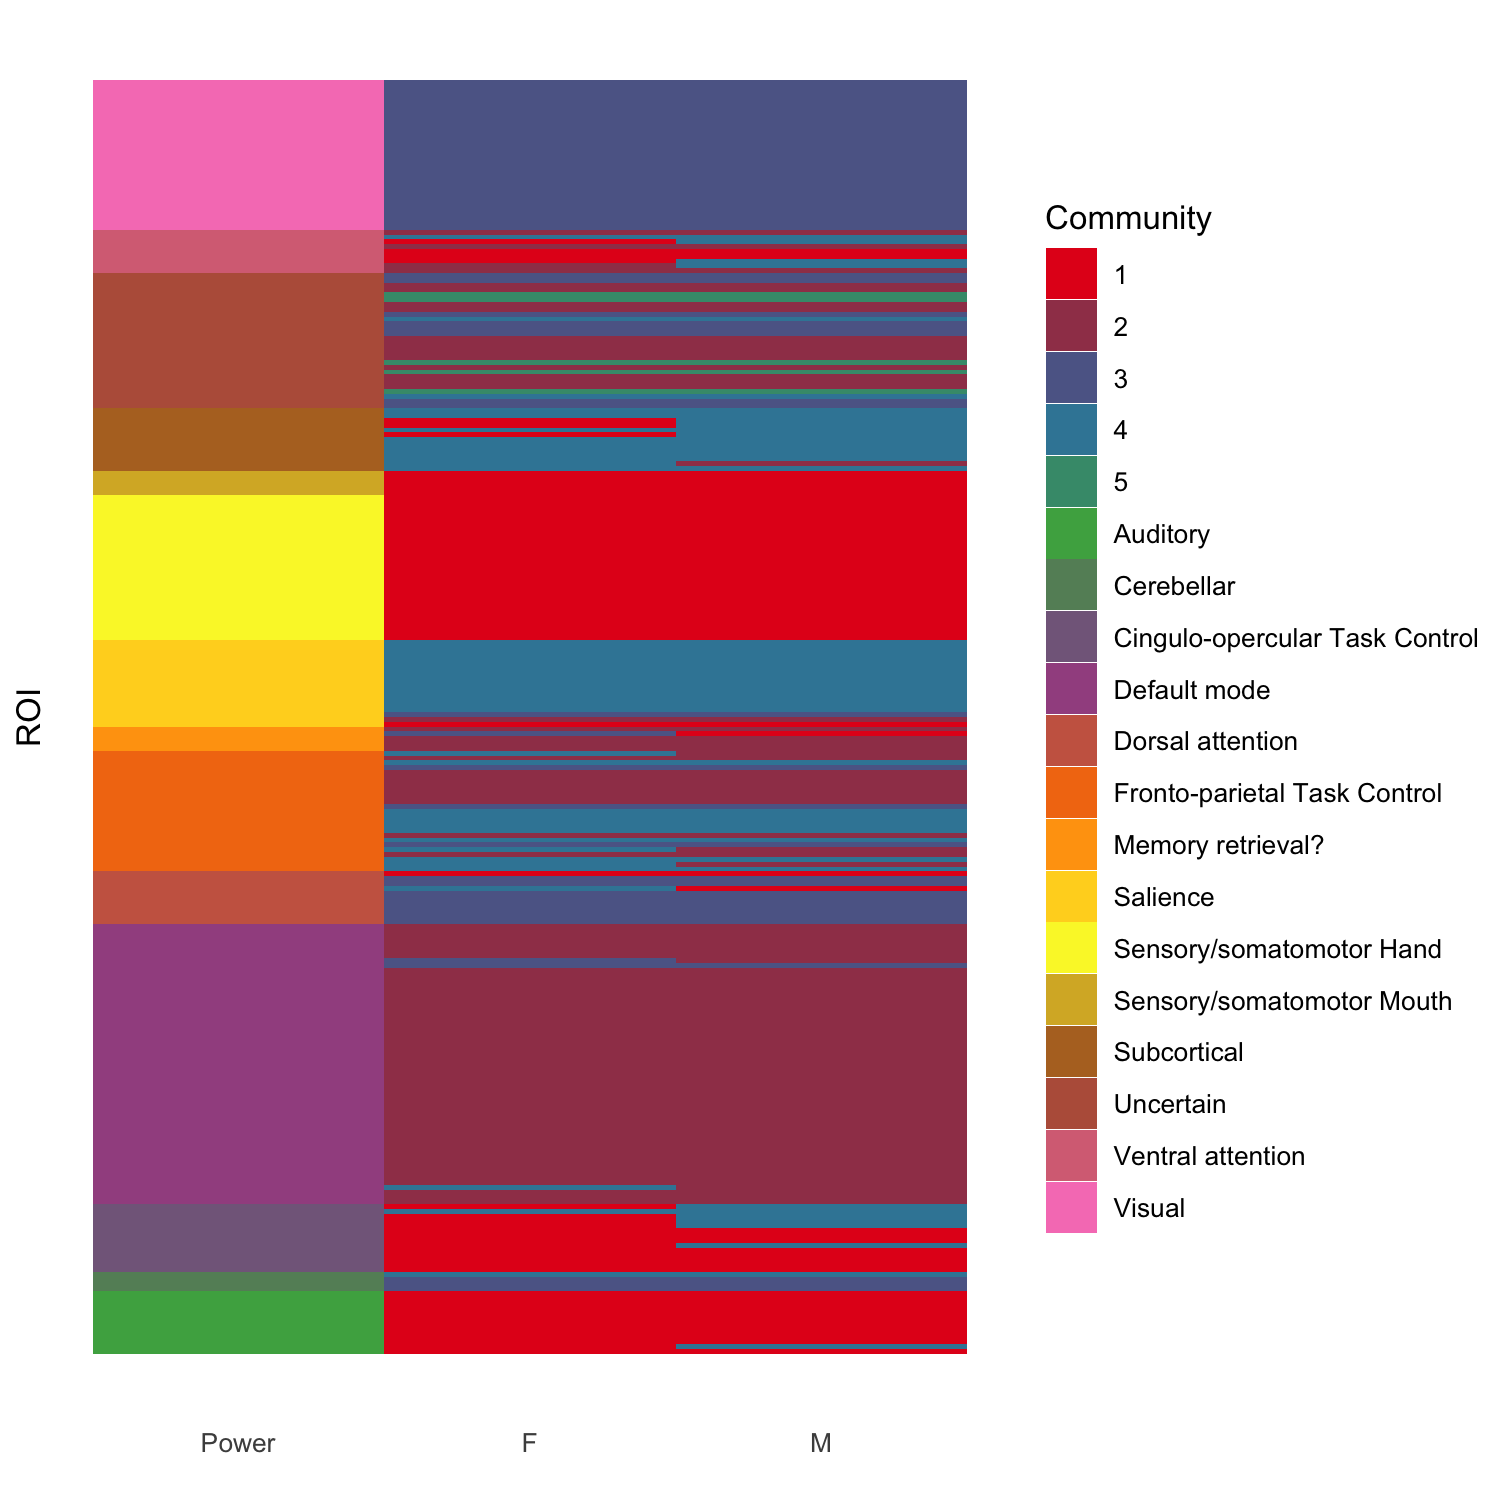 Community
1
2
3
4
5
Auditory
Cerebellar
Cingulo-opercular Task Control
Default mode
Dorsal attention
Fronto-parietal Task Control
Memory retrieval?
Salience
Sensory/somatomotor Hand
Sensory/somatomotor Mouth
Subcortical
Uncertain
Ventral attention
Visual
ROI
Power F M